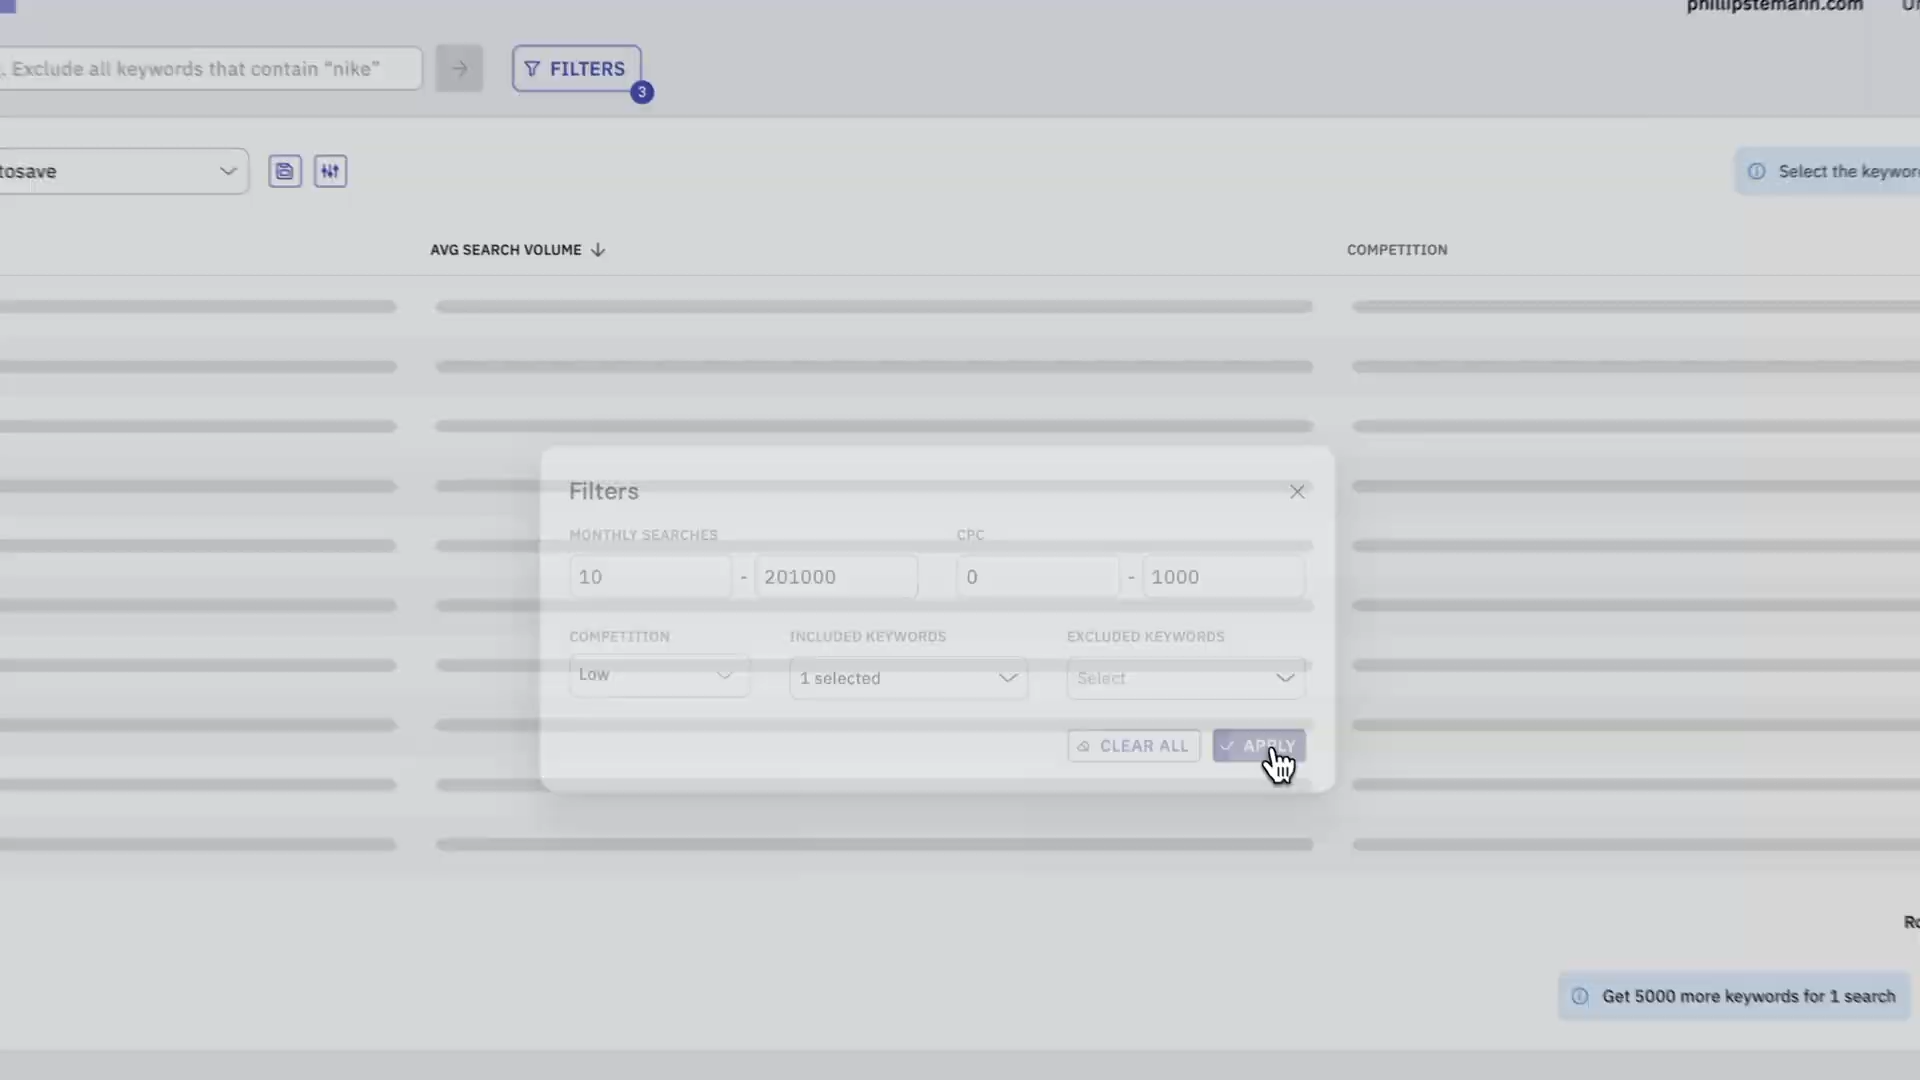 phillipstemann.com
. Exclude all keywords that contain "nike"
FILTERS
3
tosave
Select the keywor
AVG SEARCH VOLUME
COMPETITION
Filters
MONTHLY SEARCHES
CPC
10 - 201000
0 - 1000
COMPETITION
INCLUDED KEYWORDS
EXCLUDED KEYWORDS
Low
1 selected
Select
CLEAR ALL
APPLY
Get 5000 more keywords for 1 search